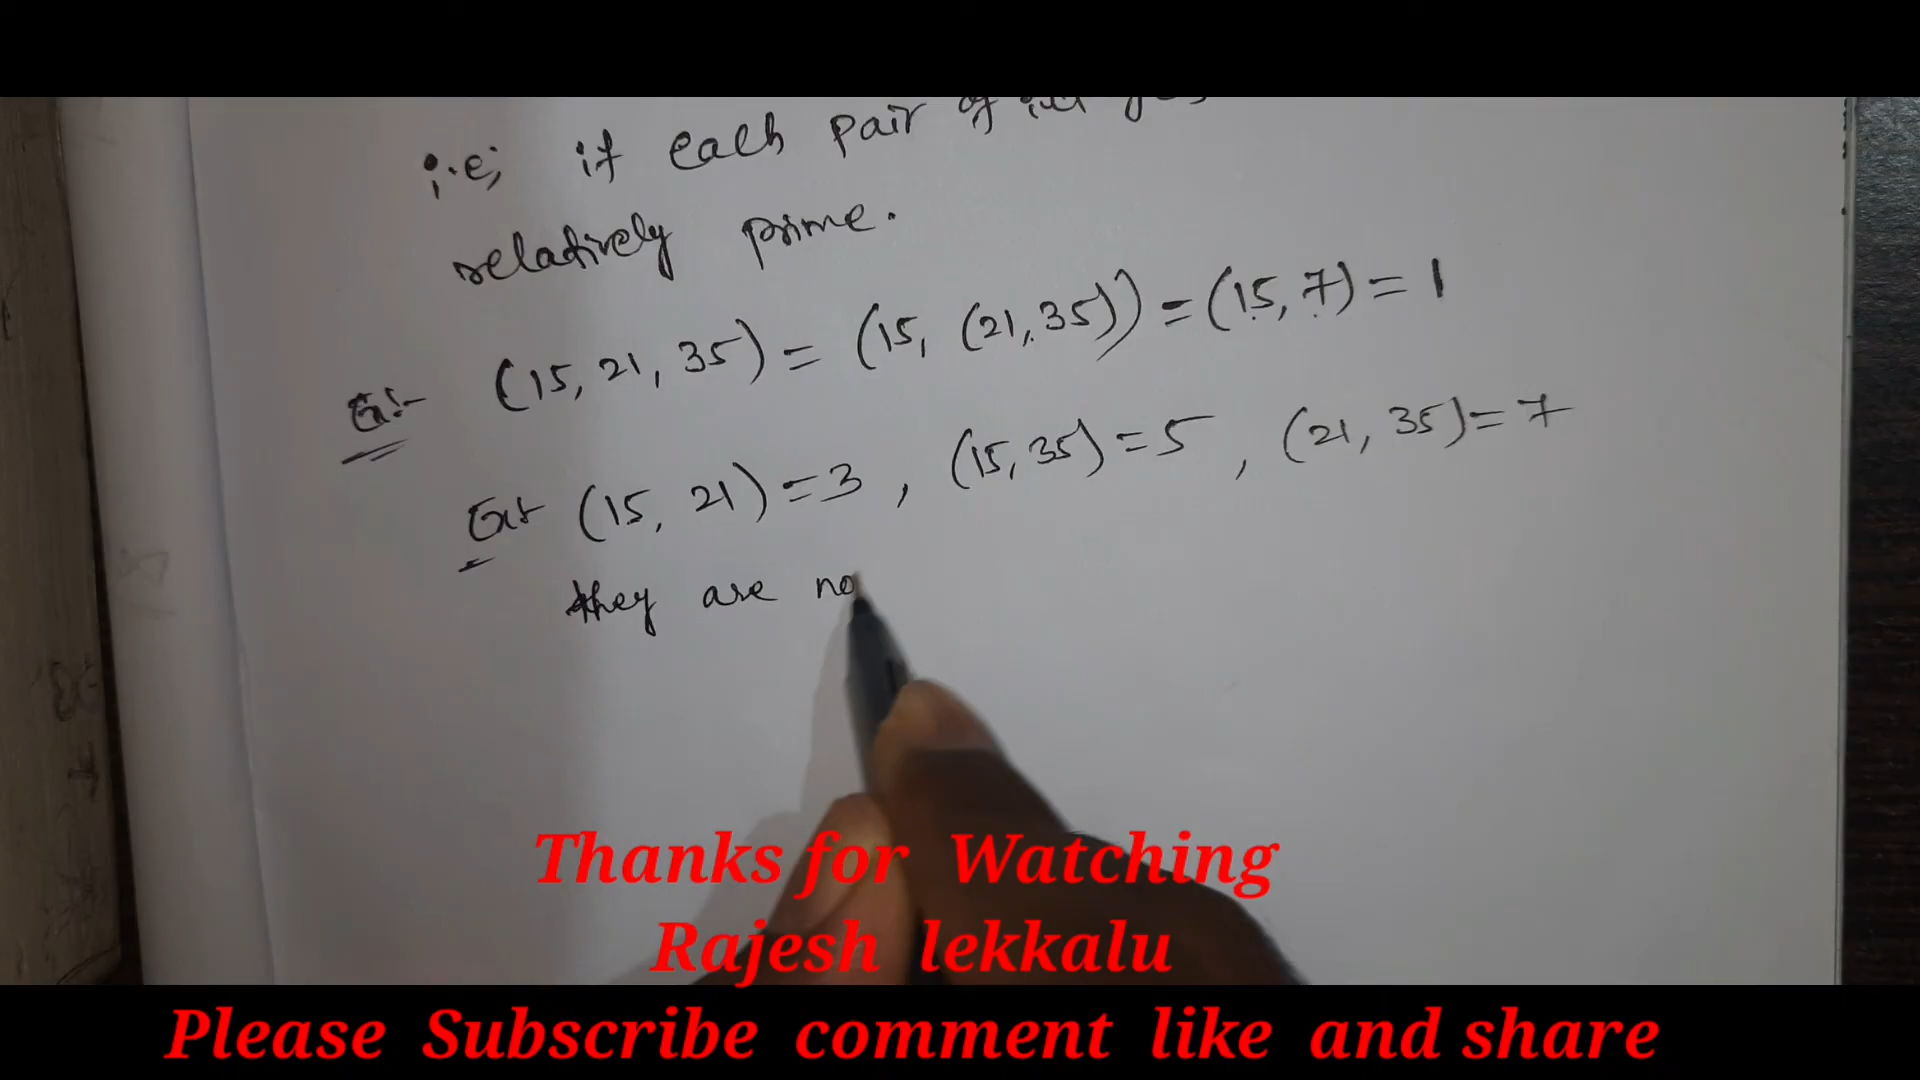 i.e; if each pair of
relatively prime.
Ex:- (15, 21, 35) = (15, (21, 35)) = (15, 7) = 1
Ex:- (15, 21) = 3 , (15, 35) = 5 , (21, 35) = 7
they are no
Thanks for Watching
Rajesh lekkalu
Please Subscribe comment like and share